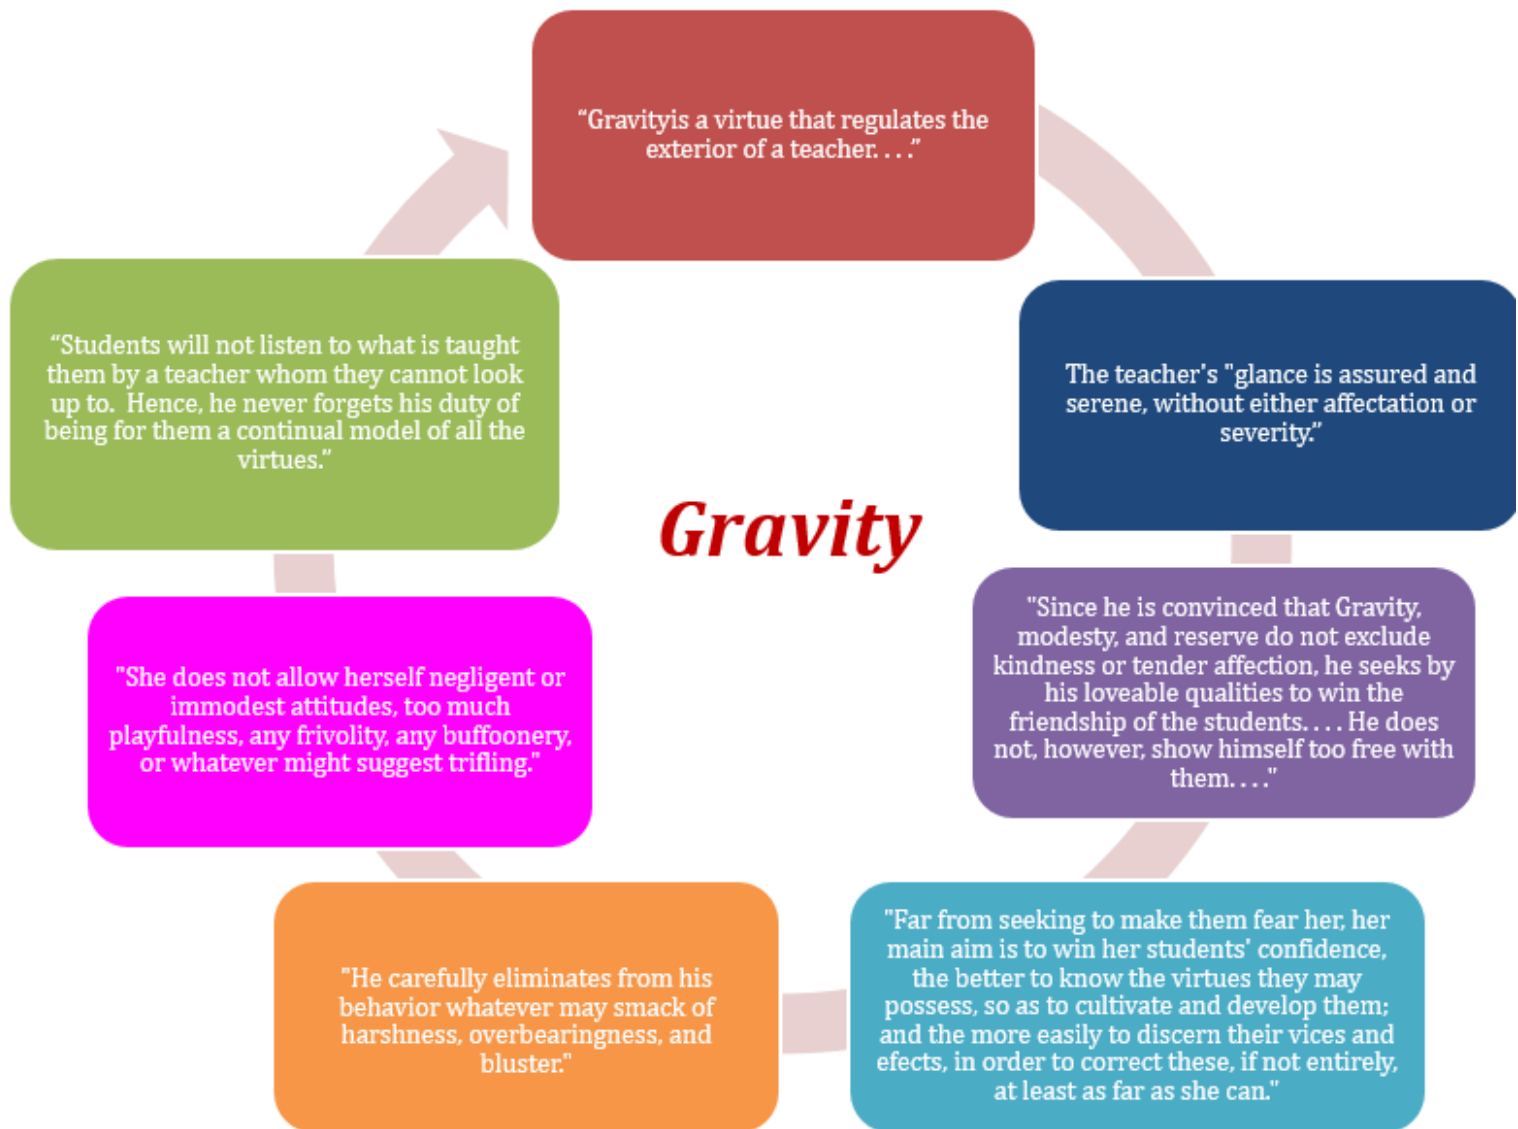 “Gravityis a virtue that regulates the
exterior of a teacher. . . .”
The teacher's "glance is assured and
serene, without either affectation or
severity.”
"Since he is convinced that Gravity,
modesty, and reserve do not exclude
kindness or tender affection, he seeks by
his loveable qualities to win the
friendship of the students. . . . He does
not, however, show himself too free with
them. . . ."
"Far from seeking to make them fear her, her
main aim is to win her students' confidence,
the better to know the virtues they may
possess, so as to cultivate and develop them;
and the more easily to discern their vices and
efects, in order to correct these, if not entirely,
at least as far as she can."
"He carefully eliminates from his
behavior whatever may smack of
harshness, overbearingness, and
bluster."
"She does not allow herself negligent or
immodest attitudes, too much
playfulness, any frivolity, any buffoonery,
or whatever might suggest trifling."
“Students will not listen to what is taught
them by a teacher whom they cannot look
up to.  Hence, he never forgets his duty of
being for them a continual model of all the
virtues.”
Gravity